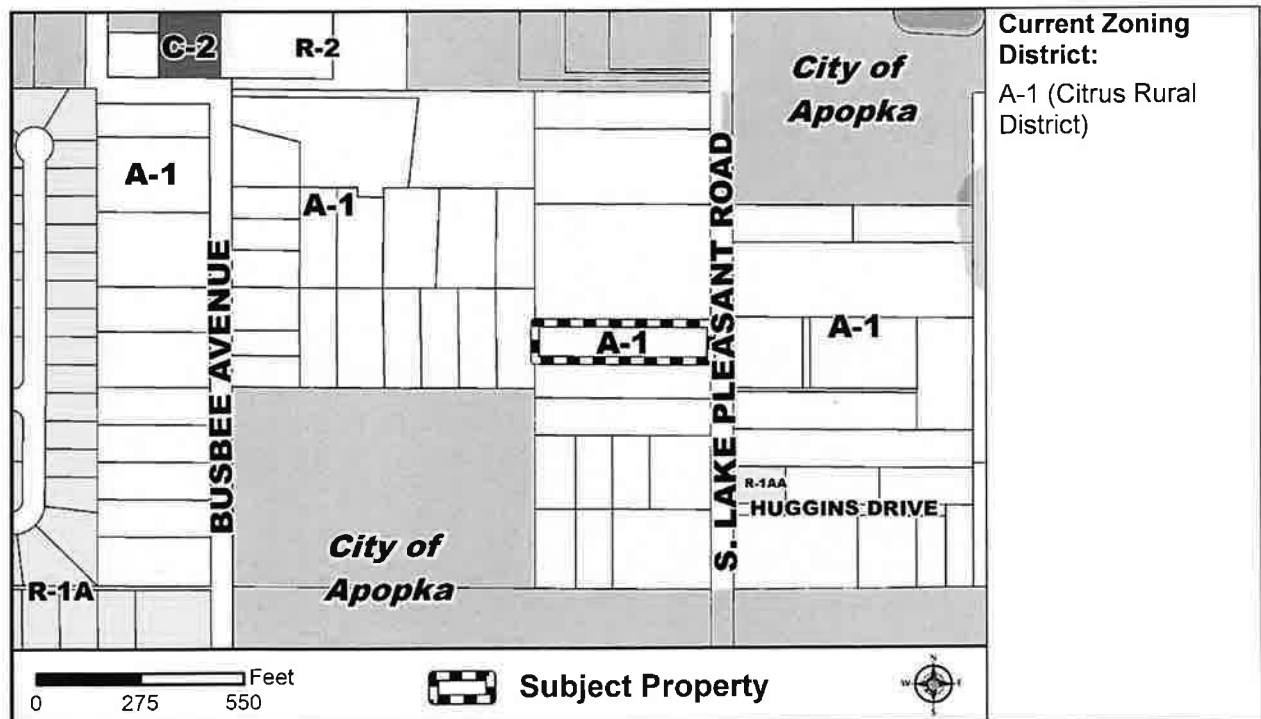 Current Zoning
District:
A-1 (Citrus Rural
District)
C-2
R-2
City of
Apopka
A-1
A-1
BUSBEE AVENUE
S. LAKE PLEASANT ROAD
A-1
A-1
R-1AA
HUGGINS DRIVE
City of
Apopka
R-1A
Feet
0 275 550
Subject Property
N
W E
S